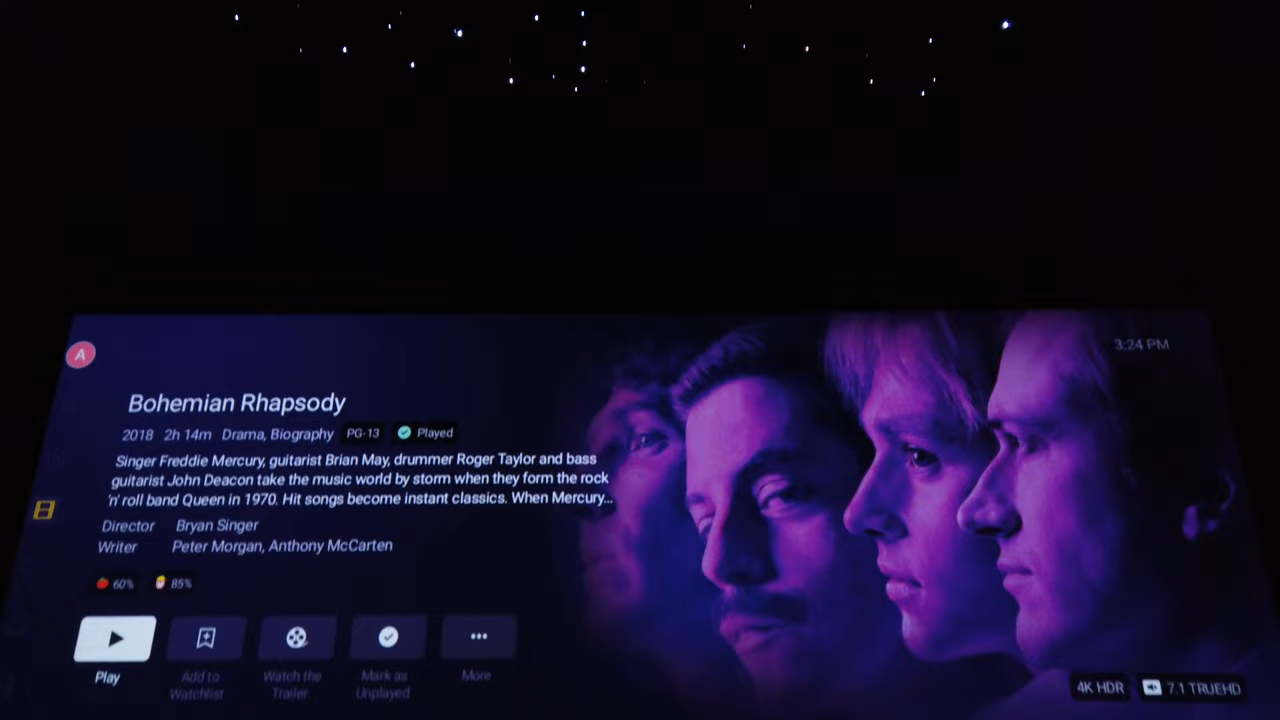 A
3:24 PM
Bohemian Rhapsody
2018 2h 14m Drama, Biography PG-13 Played
Singer Freddie Mercury, guitarist Brian May, drummer Roger Taylor and bass
guitarist John Deacon take the music world by storm when they form the rock
'n' roll band Queen in 1970. Hit songs become instant classics. When Mercury...
Director Bryan Singer
Writer Peter Morgan, Anthony McCarten
60% 85%
Play
Add to
Watchlist
Watch the
Trailer
Mark as
Unplayed
More
4K HDR 7.1 TRUEHD